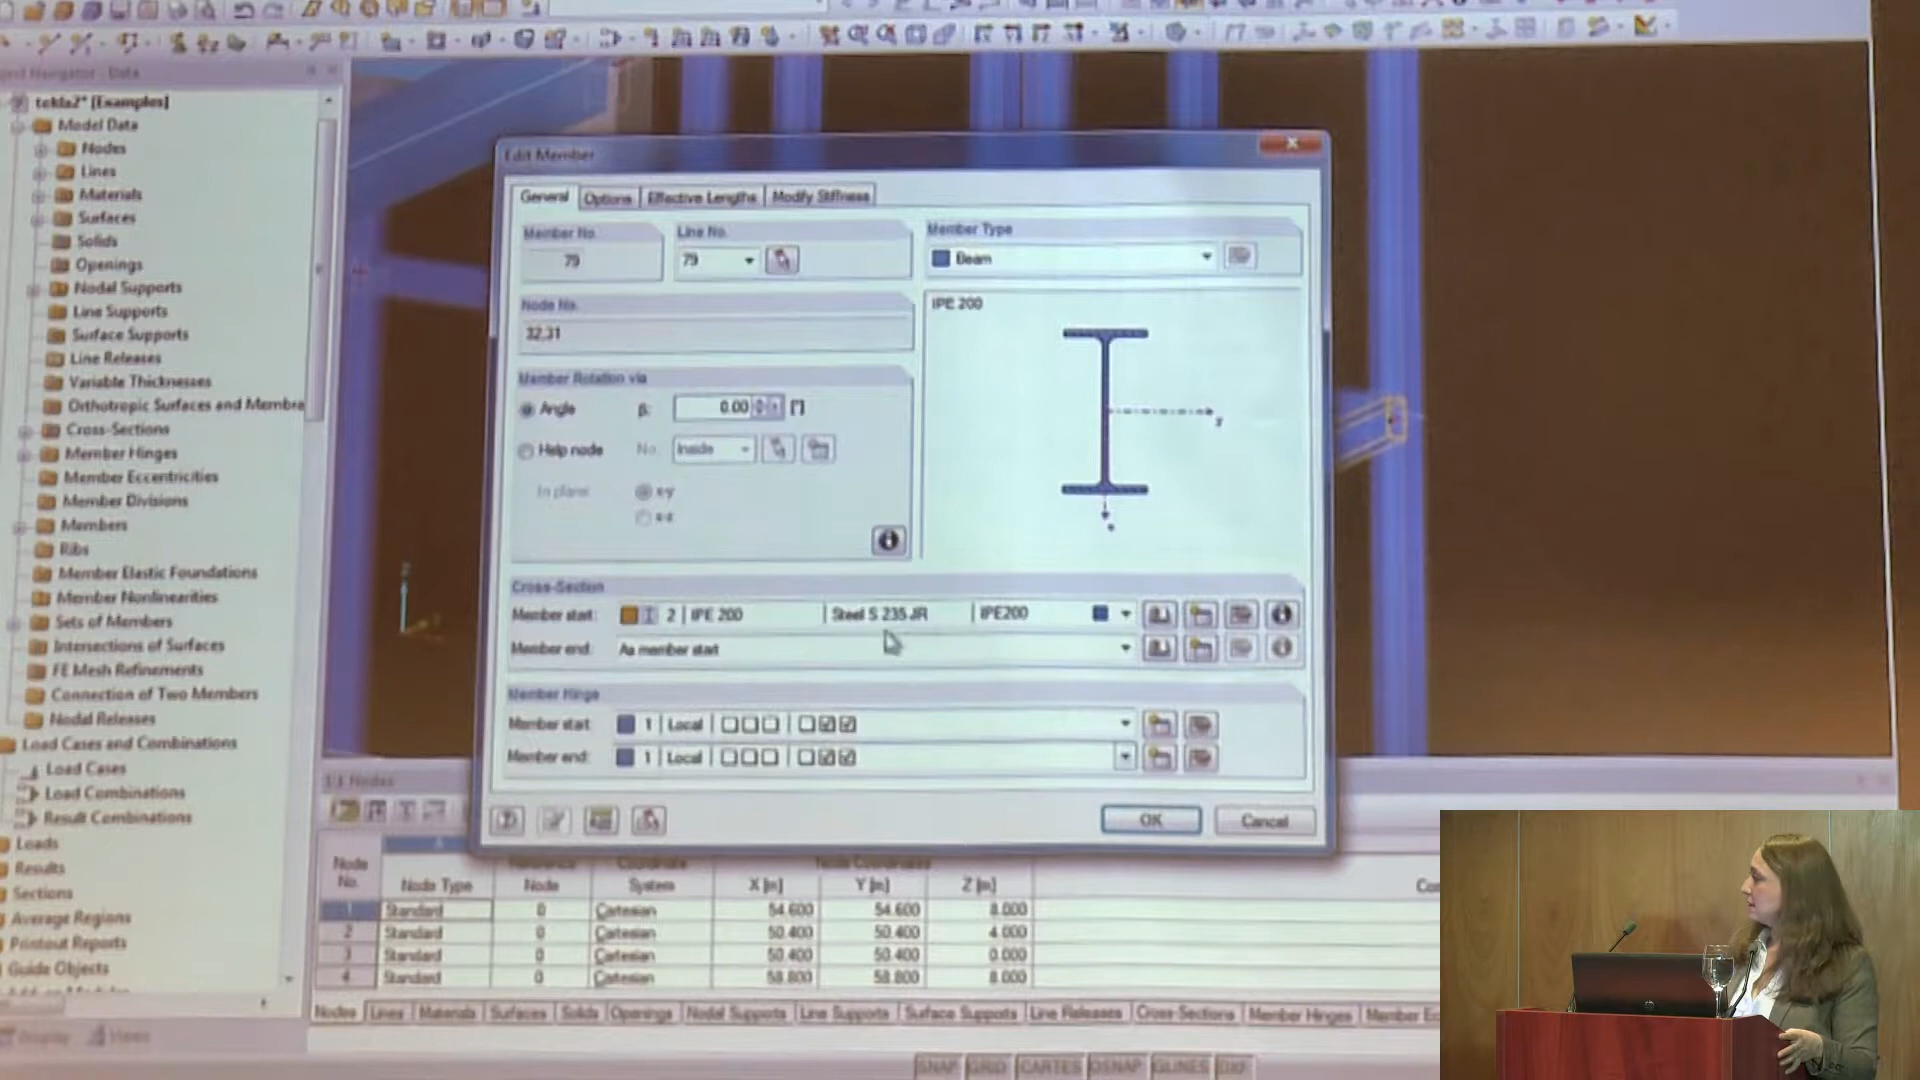 tekla2* [Examples]
Model Data
Nodes
Lines
Materials
Surfaces
Solids
Openings
Nodal Supports
Line Supports
Surface Supports
Line Releases
Variable Thicknesses
Orthotropic Surfaces and Membra
Cross-Sections
Member Hinges
Member Eccentricities
Member Divisions
Members
Ribs
Member Elastic Foundations
Member Nonlinearities
Sets of Members
Intersections of Surfaces
FE Mesh Refinements
Connection of Two Members
Nodal Releases
Load Cases and Combinations
Load Cases
Load Combinations
Result Combinations
Loads
Results
Sections
Average Regions
Printout Reports
Guide Objects
Display Views
Edit Member
General Options Effective Lengths Modify Stiffness
Member No. Line No. Member Type
79 79 Beam
Node No. IPE 200
32,31
Member Rotation via
Angle β: 0.00 [°]
Help node No. Inside
In plane: x-y
x-z
y
Cross-Section
Member start: 2 IPE 200 Steel S 235 JR IPE200
Member end: As member start
Member Hinge
Member start: 1 Local
Member end: 1 Local
OK Cancel
1.1 Nodes
A
Node Reference Coordinate Node Coordinates
No. Node Type Node System X [m] Y [m] Z [m] Co
1 Standard 0 Cartesian 54.600 54.600 8.000
2 Standard 0 Cartesian 50.400 50.400 4.000
3 Standard 0 Cartesian 50.400 50.400 0.000
4 Standard 0 Cartesian 58.800 58.800 8.000
Nodes Lines Materials Surfaces Solids Openings Nodal Supports Line Supports Surface Supports Line Releases Cross-Sections Member Hinges Member Ec
SNAP GRID CARTES OSNAP GLINES DXF